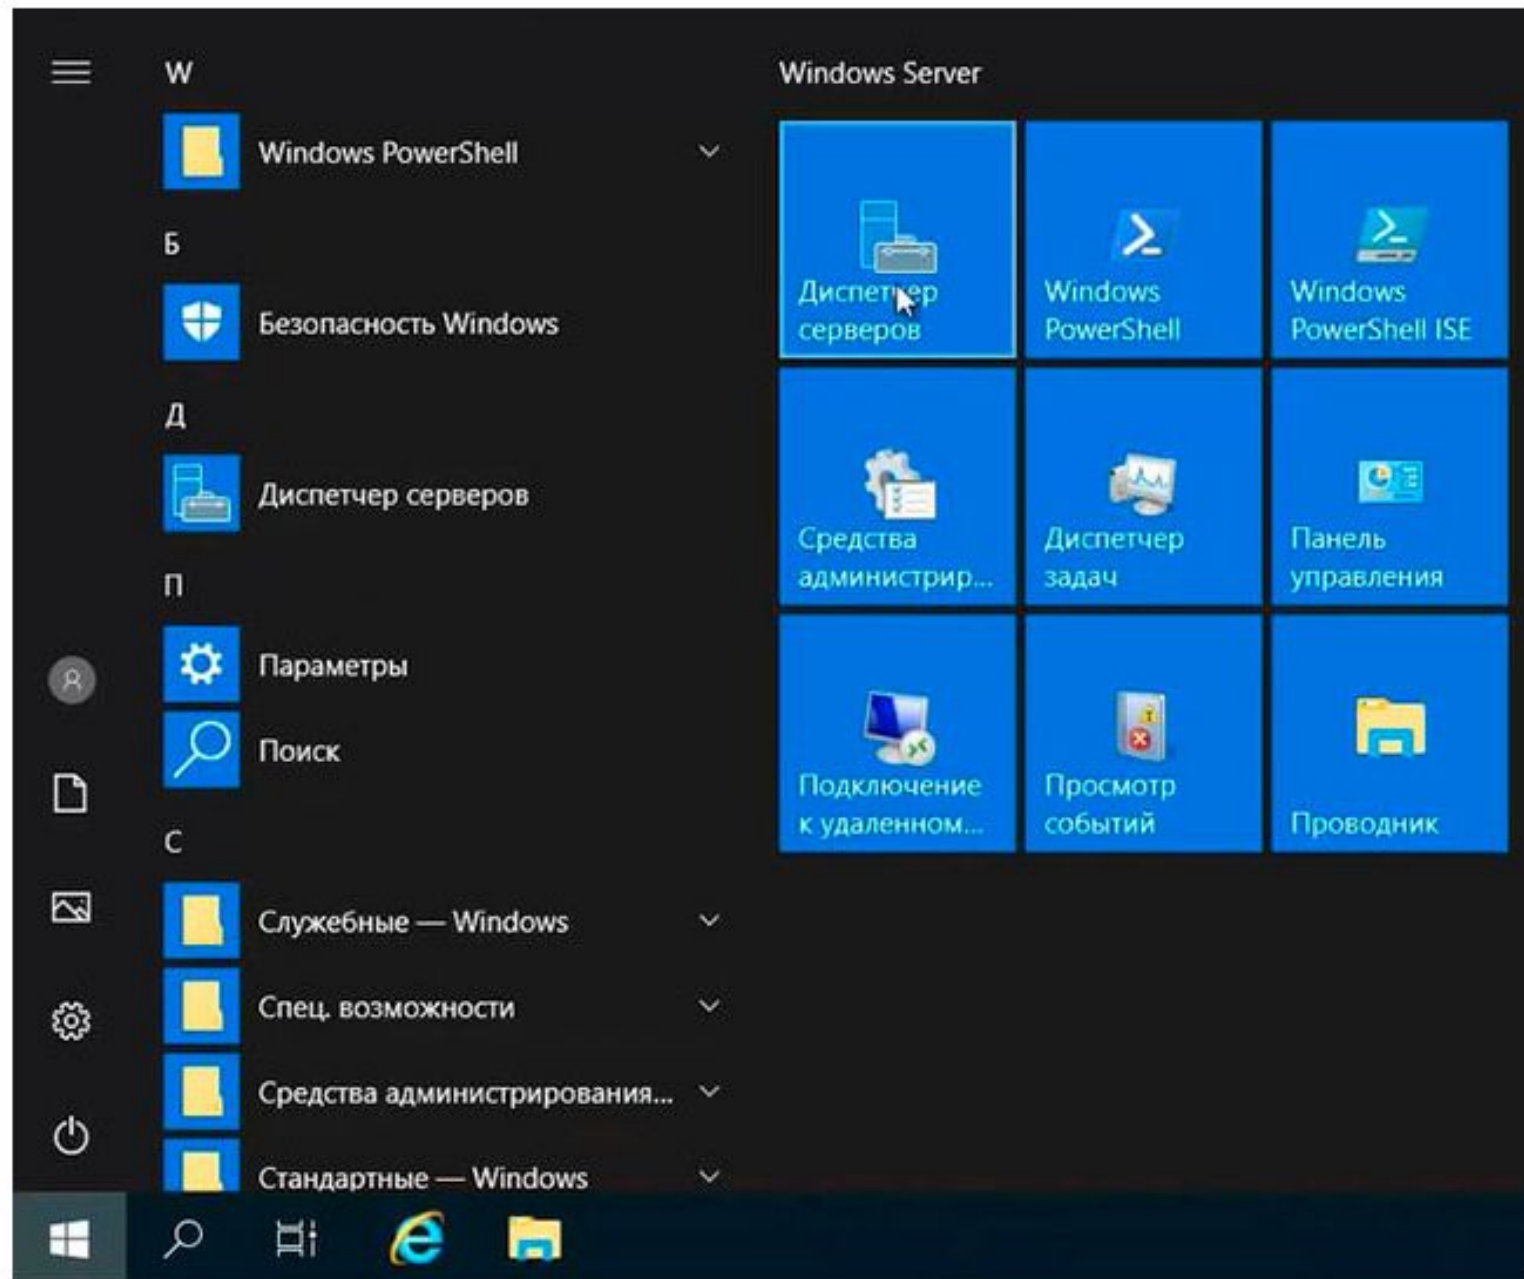 W
Windows PowerShell
Б
Безопасность Windows
Д
Диспетчер серверов
П
Параметры
Поиск
С
Служебные — Windows
Спец. возможности
Средства администрирования...
Стандартные — Windows
Windows Server
Диспетчер
серверов
Windows
PowerShell
Windows
PowerShell ISE
Средства
администрир...
Диспетчер
задач
Панель
управления
Подключение
к удаленном...
Просмотр
событий
Проводник